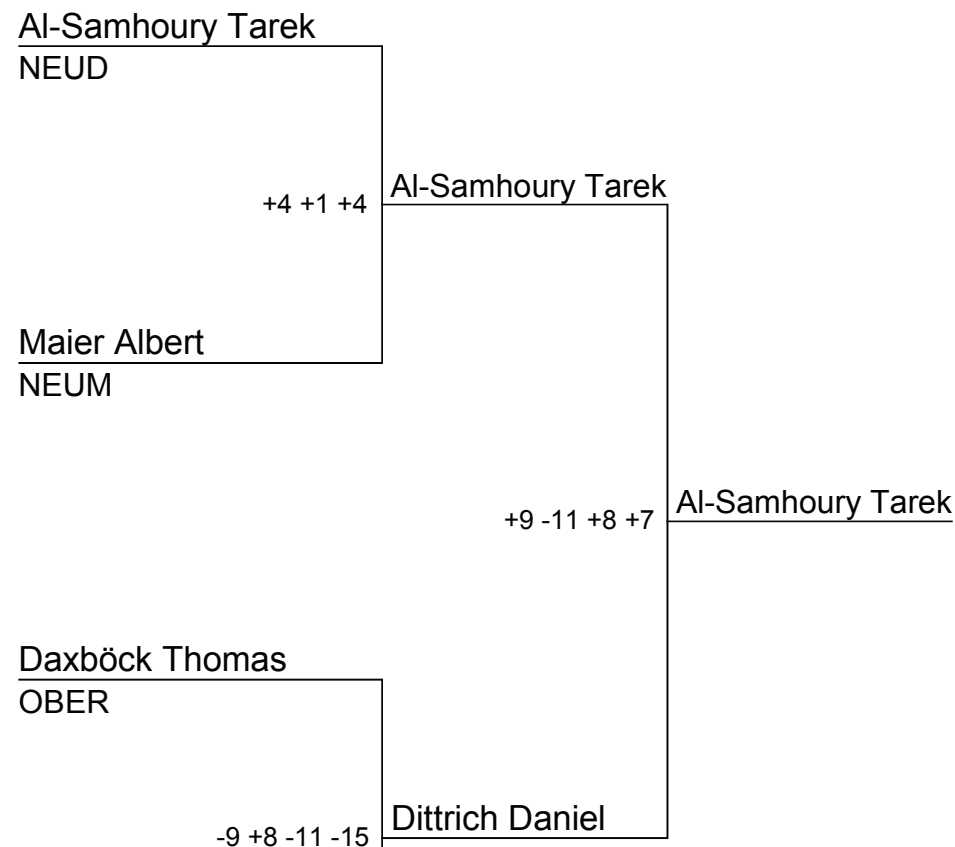 Al-Samhoury Tarek
NEUD
Al-Samhoury Tarek
+4 +1 +4
Maier Albert
NEUM
Al-Samhoury Tarek
+9 -11 +8 +7
Daxböck Thomas
OBER
Dittrich Daniel
-9 +8 -11 -15